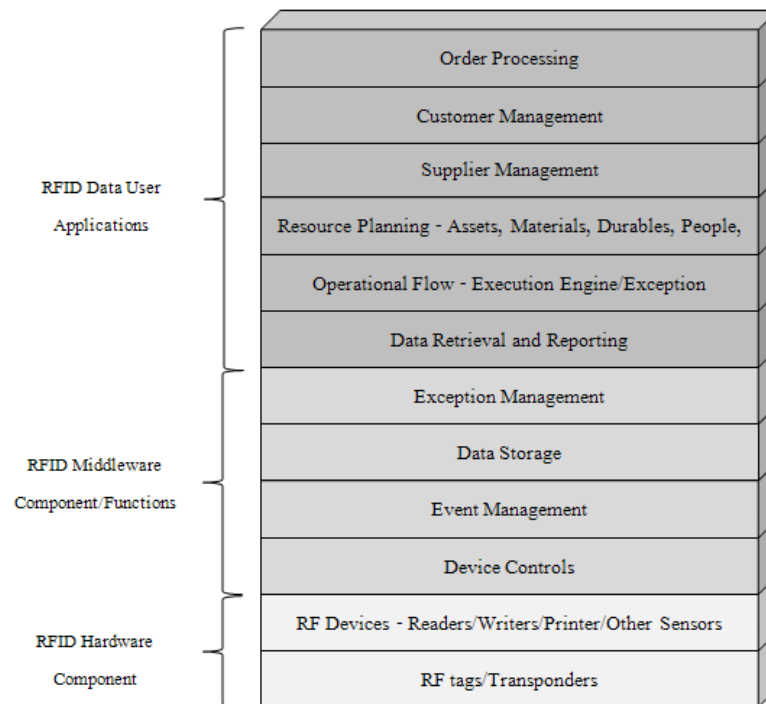 Order Processing
Customer Management
Supplier Management
RFID Data User
Applications
Resource Planning - Assets, Materials, Durables, People,
Operational Flow - Execution Engine/Exception
Data Retrieval and Reporting
Exception Management
Data Storage
RFID Middleware
Component/Functions
Event Management
Device Controls
RF Devices - Readers/Writers/Printer/Other Sensors
RFID Hardware
Component
RF tags/Transponders